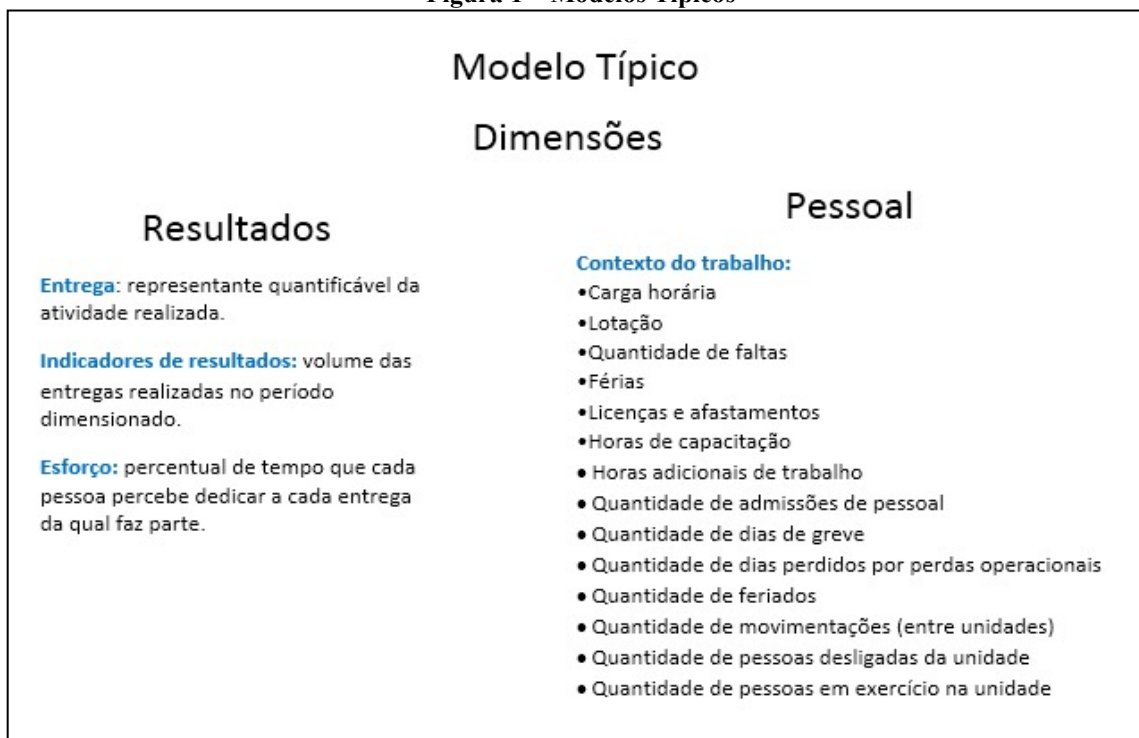 Modelo Típico
Dimensões
Resultados
Entrega: representante quantificável da
atividade realizada.
Indicadores de resultados: volume das
entregas realizadas no período
dimensionado.
Esforço: percentual de tempo que cada
pessoa percebe dedicar a cada entrega
da qual faz parte.
Pessoal
Contexto do trabalho:
•Carga horária
•Lotação
•Quantidade de faltas
•Férias
•Licenças e afastamentos
•Horas de capacitação
• Horas adicionais de trabalho
• Quantidade de admissões de pessoal
• Quantidade de dias de greve
• Quantidade de dias perdidos por perdas operacionais
• Quantidade de feriados
• Quantidade de movimentações (entre unidades)
• Quantidade de pessoas desligadas da unidade
• Quantidade de pessoas em exercício na unidade